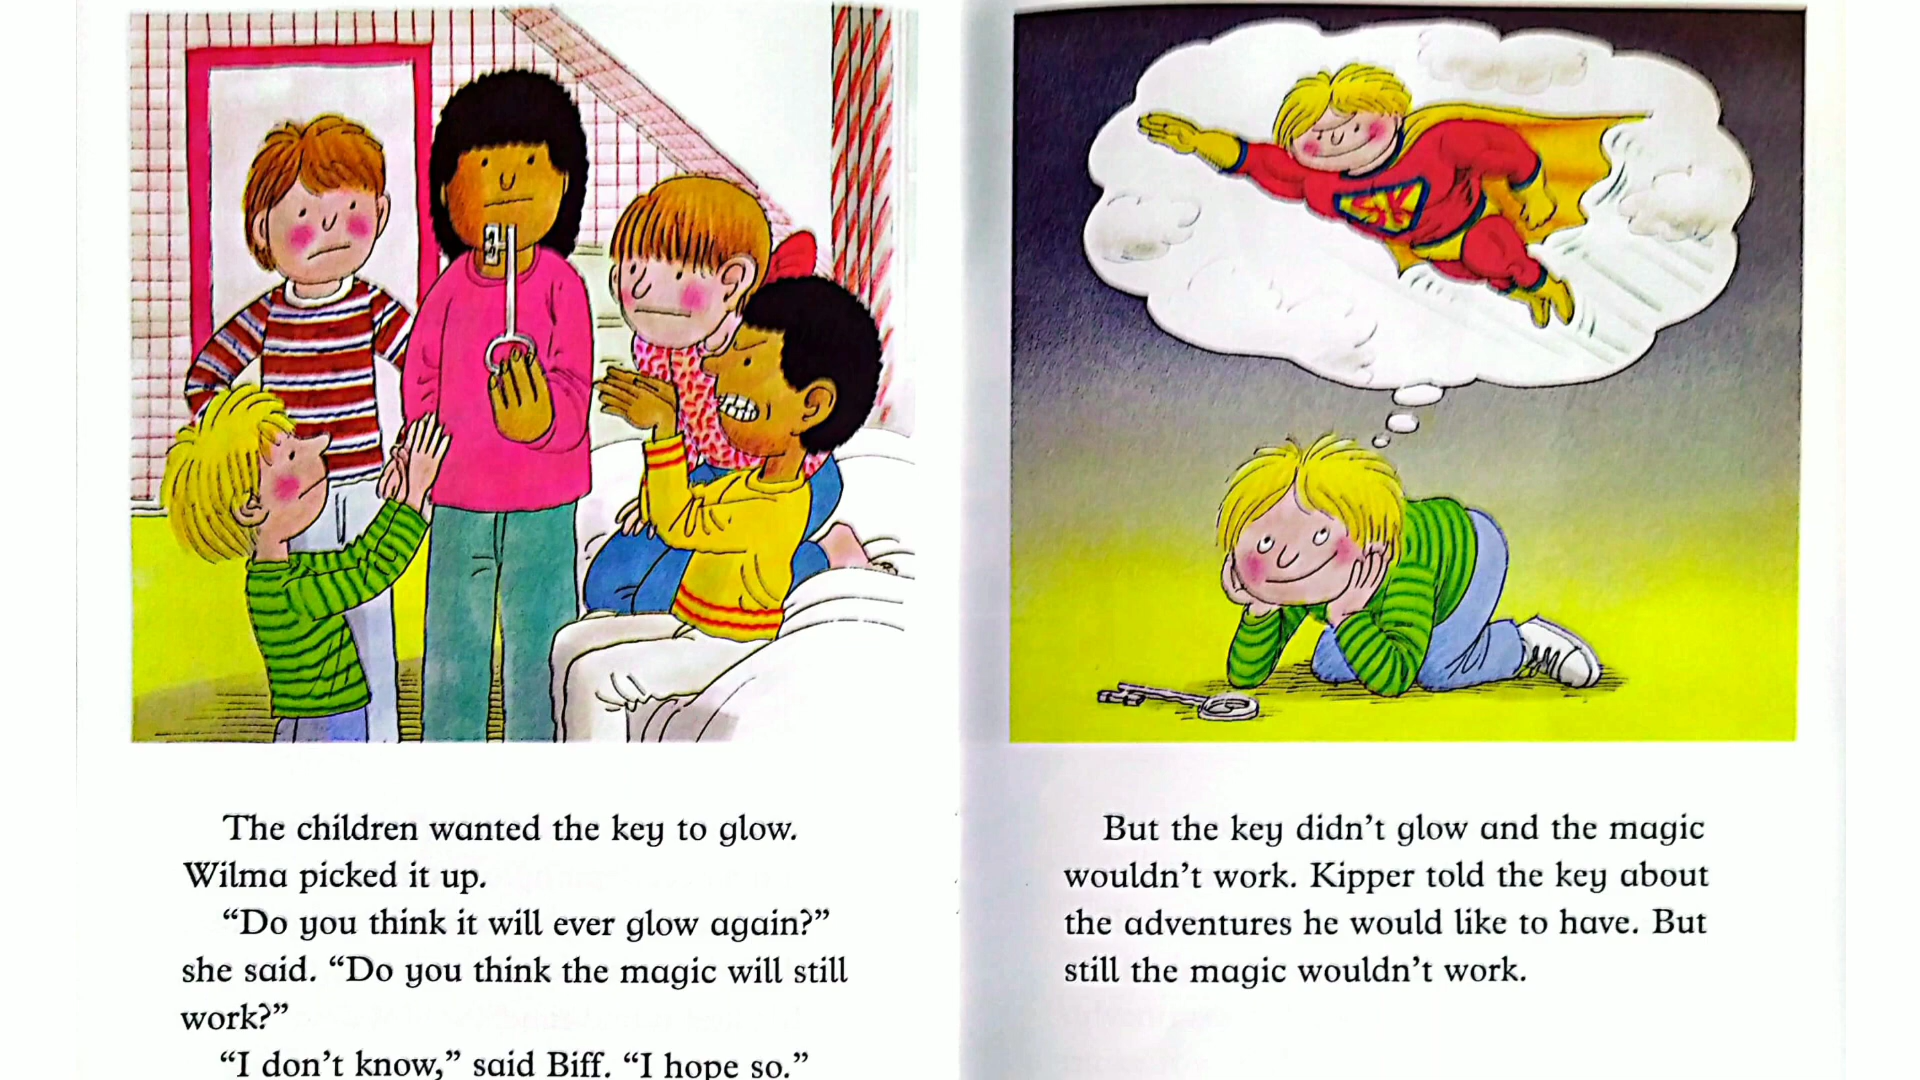 The children wanted the key to glow.
Wilma picked it up.
“Do you think it will ever glow again?”
she said. “Do you think the magic will still
work?”
“I don’t know,” said Biff. “I hope so.”
SK
But the key didn’t glow and the magic
wouldn’t work. Kipper told the key about
the adventures he would like to have. But
still the magic wouldn’t work.